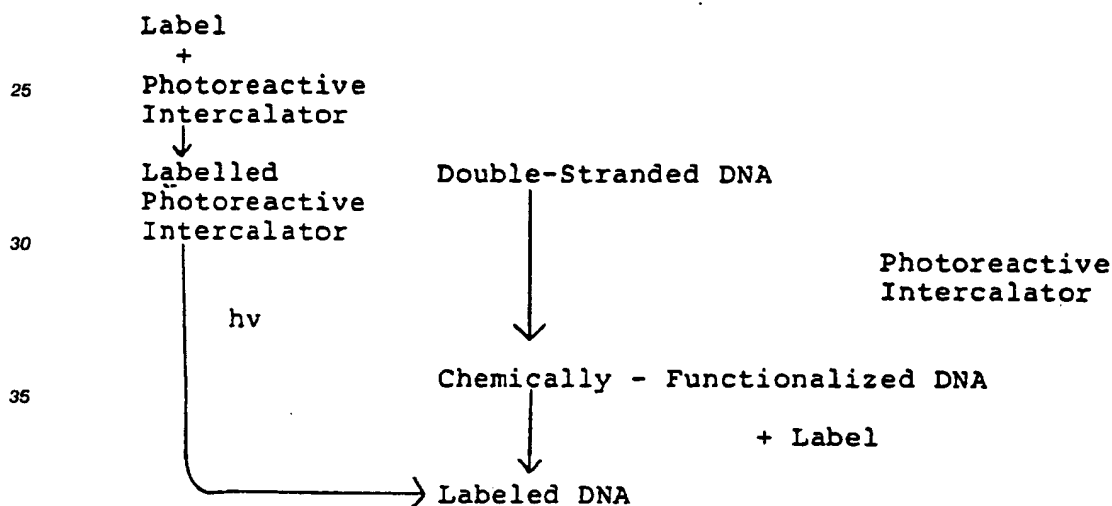 Label
+
25
Photoreactive
Intercalator
Labelled
Photoreactive
Intercalator
Double-Stranded DNA
30
Photoreactive
Intercalator
hv
Chemically - Functionalized DNA
35
+ Label
Labeled DNA